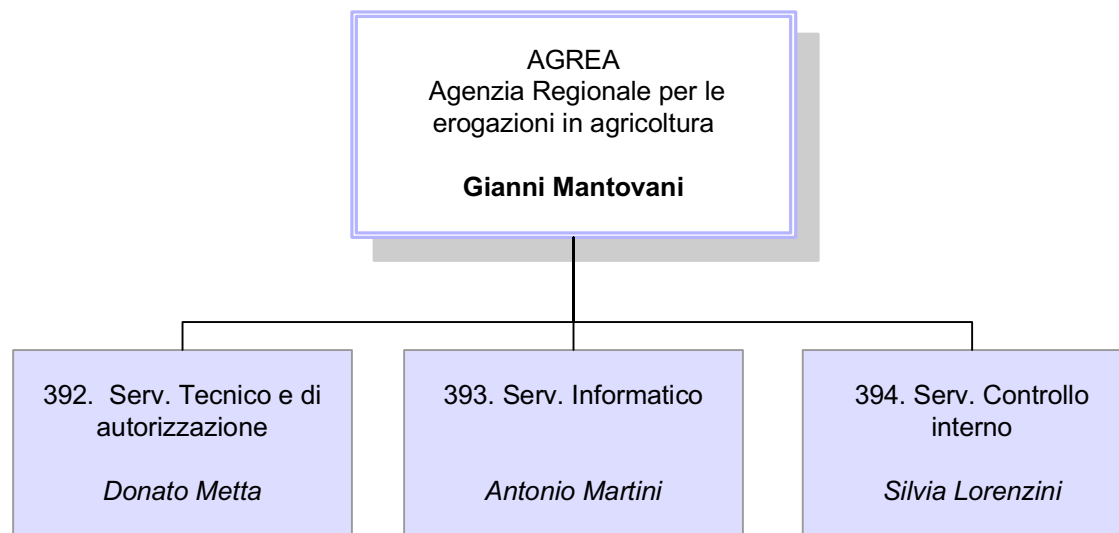 AGREA
Agenzia Regionale per le
erogazioni in agricoltura
Gianni Mantovani
392.  Serv. Tecnico e di
autorizzazione
Donato Metta
393. Serv. Informatico
Antonio Martini
394. Serv. Controllo
interno
Silvia Lorenzini